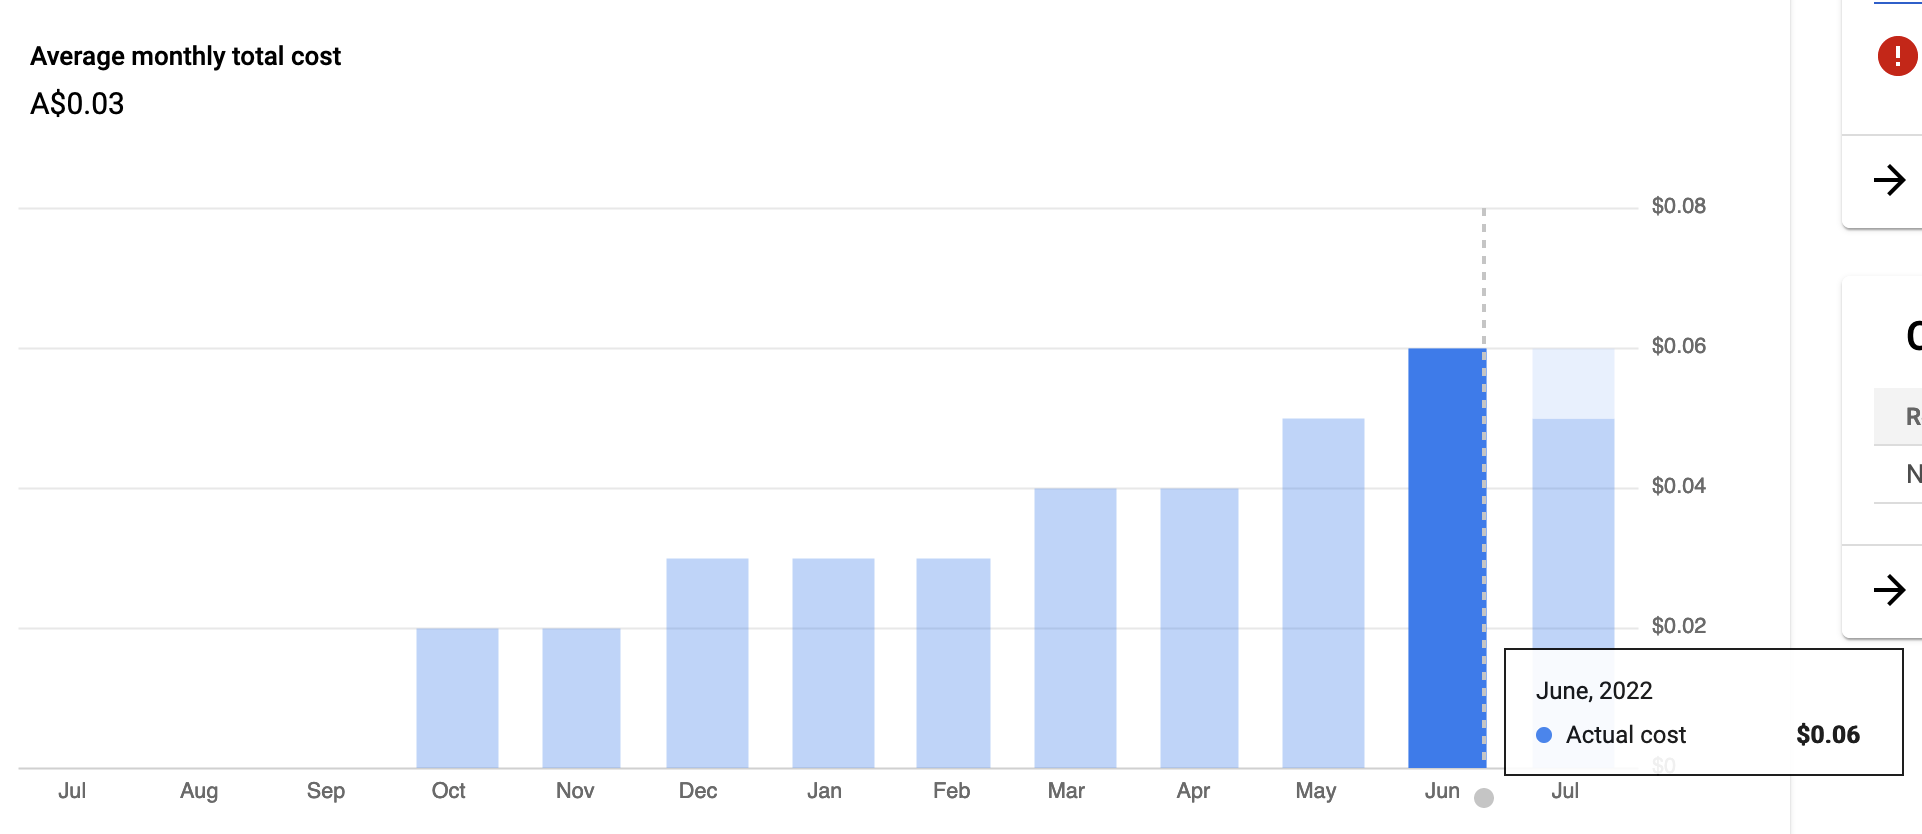 Average monthly total cost
A$0.03
$0.08
$0.06
$0.04
$0.02
$0
June, 2022
Actual cost $0.06
Jul Aug Sep Oct Nov Dec Jan Feb Mar Apr May Jun Jul
R
N